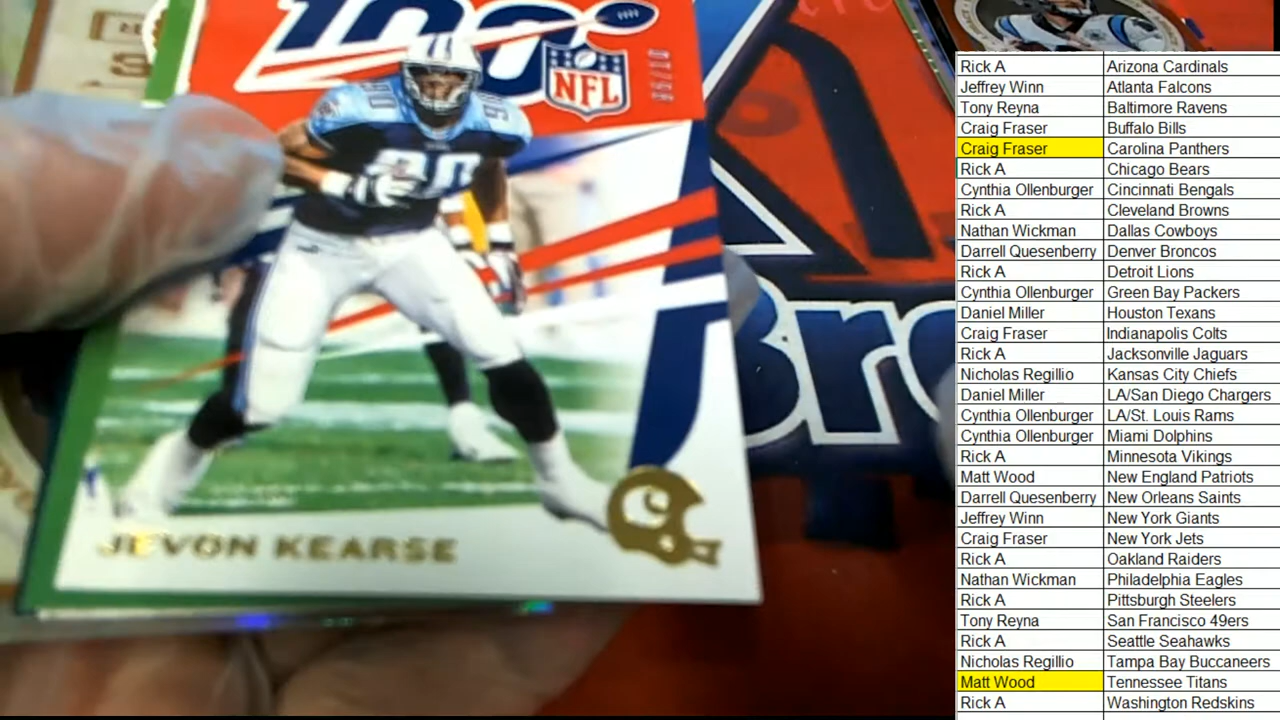 100
NFL
90
90
JEVON KEARSE
Bre
Rick A Arizona Cardinals
Jeffrey Winn Atlanta Falcons
Tony Reyna Baltimore Ravens
Craig Fraser Buffalo Bills
Craig Fraser Carolina Panthers
Rick A Chicago Bears
Cynthia Ollenburger Cincinnati Bengals
Rick A Cleveland Browns
Nathan Wickman Dallas Cowboys
Darrell Quesenberry Denver Broncos
Rick A Detroit Lions
Cynthia Ollenburger Green Bay Packers
Daniel Miller Houston Texans
Craig Fraser Indianapolis Colts
Rick A Jacksonville Jaguars
Nicholas Regillio Kansas City Chiefs
Daniel Miller LA/San Diego Chargers
Cynthia Ollenburger LA/St. Louis Rams
Cynthia Ollenburger Miami Dolphins
Rick A Minnesota Vikings
Matt Wood New England Patriots
Darrell Quesenberry New Orleans Saints
Jeffrey Winn New York Giants
Craig Fraser New York Jets
Rick A Oakland Raiders
Nathan Wickman Philadelphia Eagles
Rick A Pittsburgh Steelers
Tony Reyna San Francisco 49ers
Rick A Seattle Seahawks
Nicholas Regillio Tampa Bay Buccaneers
Matt Wood Tennessee Titans
Rick A Washington Redskins